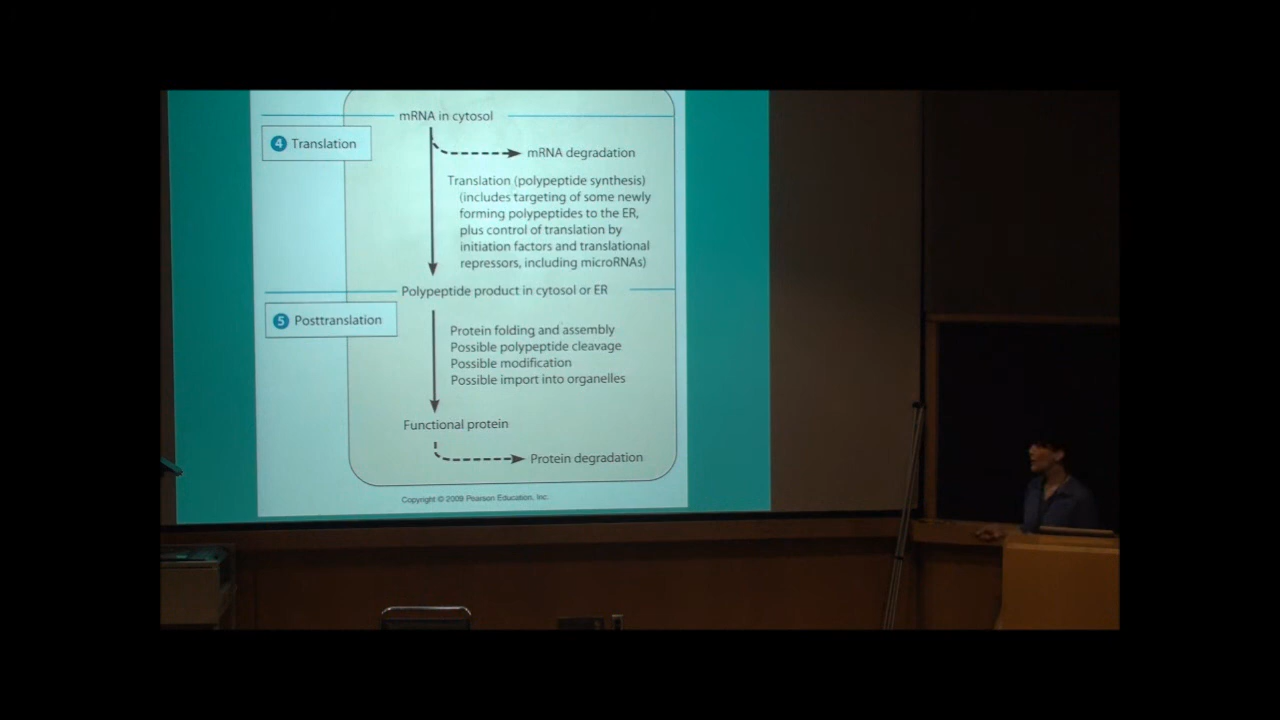 mRNA in cytosol
4 Translation
mRNA degradation
Translation (polypeptide synthesis)
(includes targeting of some newly
forming polypeptides to the ER,
plus control of translation by
initiation factors and translational
repressors, including microRNAs)
Polypeptide product in cytosol or ER
5 Posttranslation
Protein folding and assembly
Possible polypeptide cleavage
Possible modification
Possible import into organelles
Functional protein
Protein degradation
Copyright © 2009 Pearson Education, Inc.